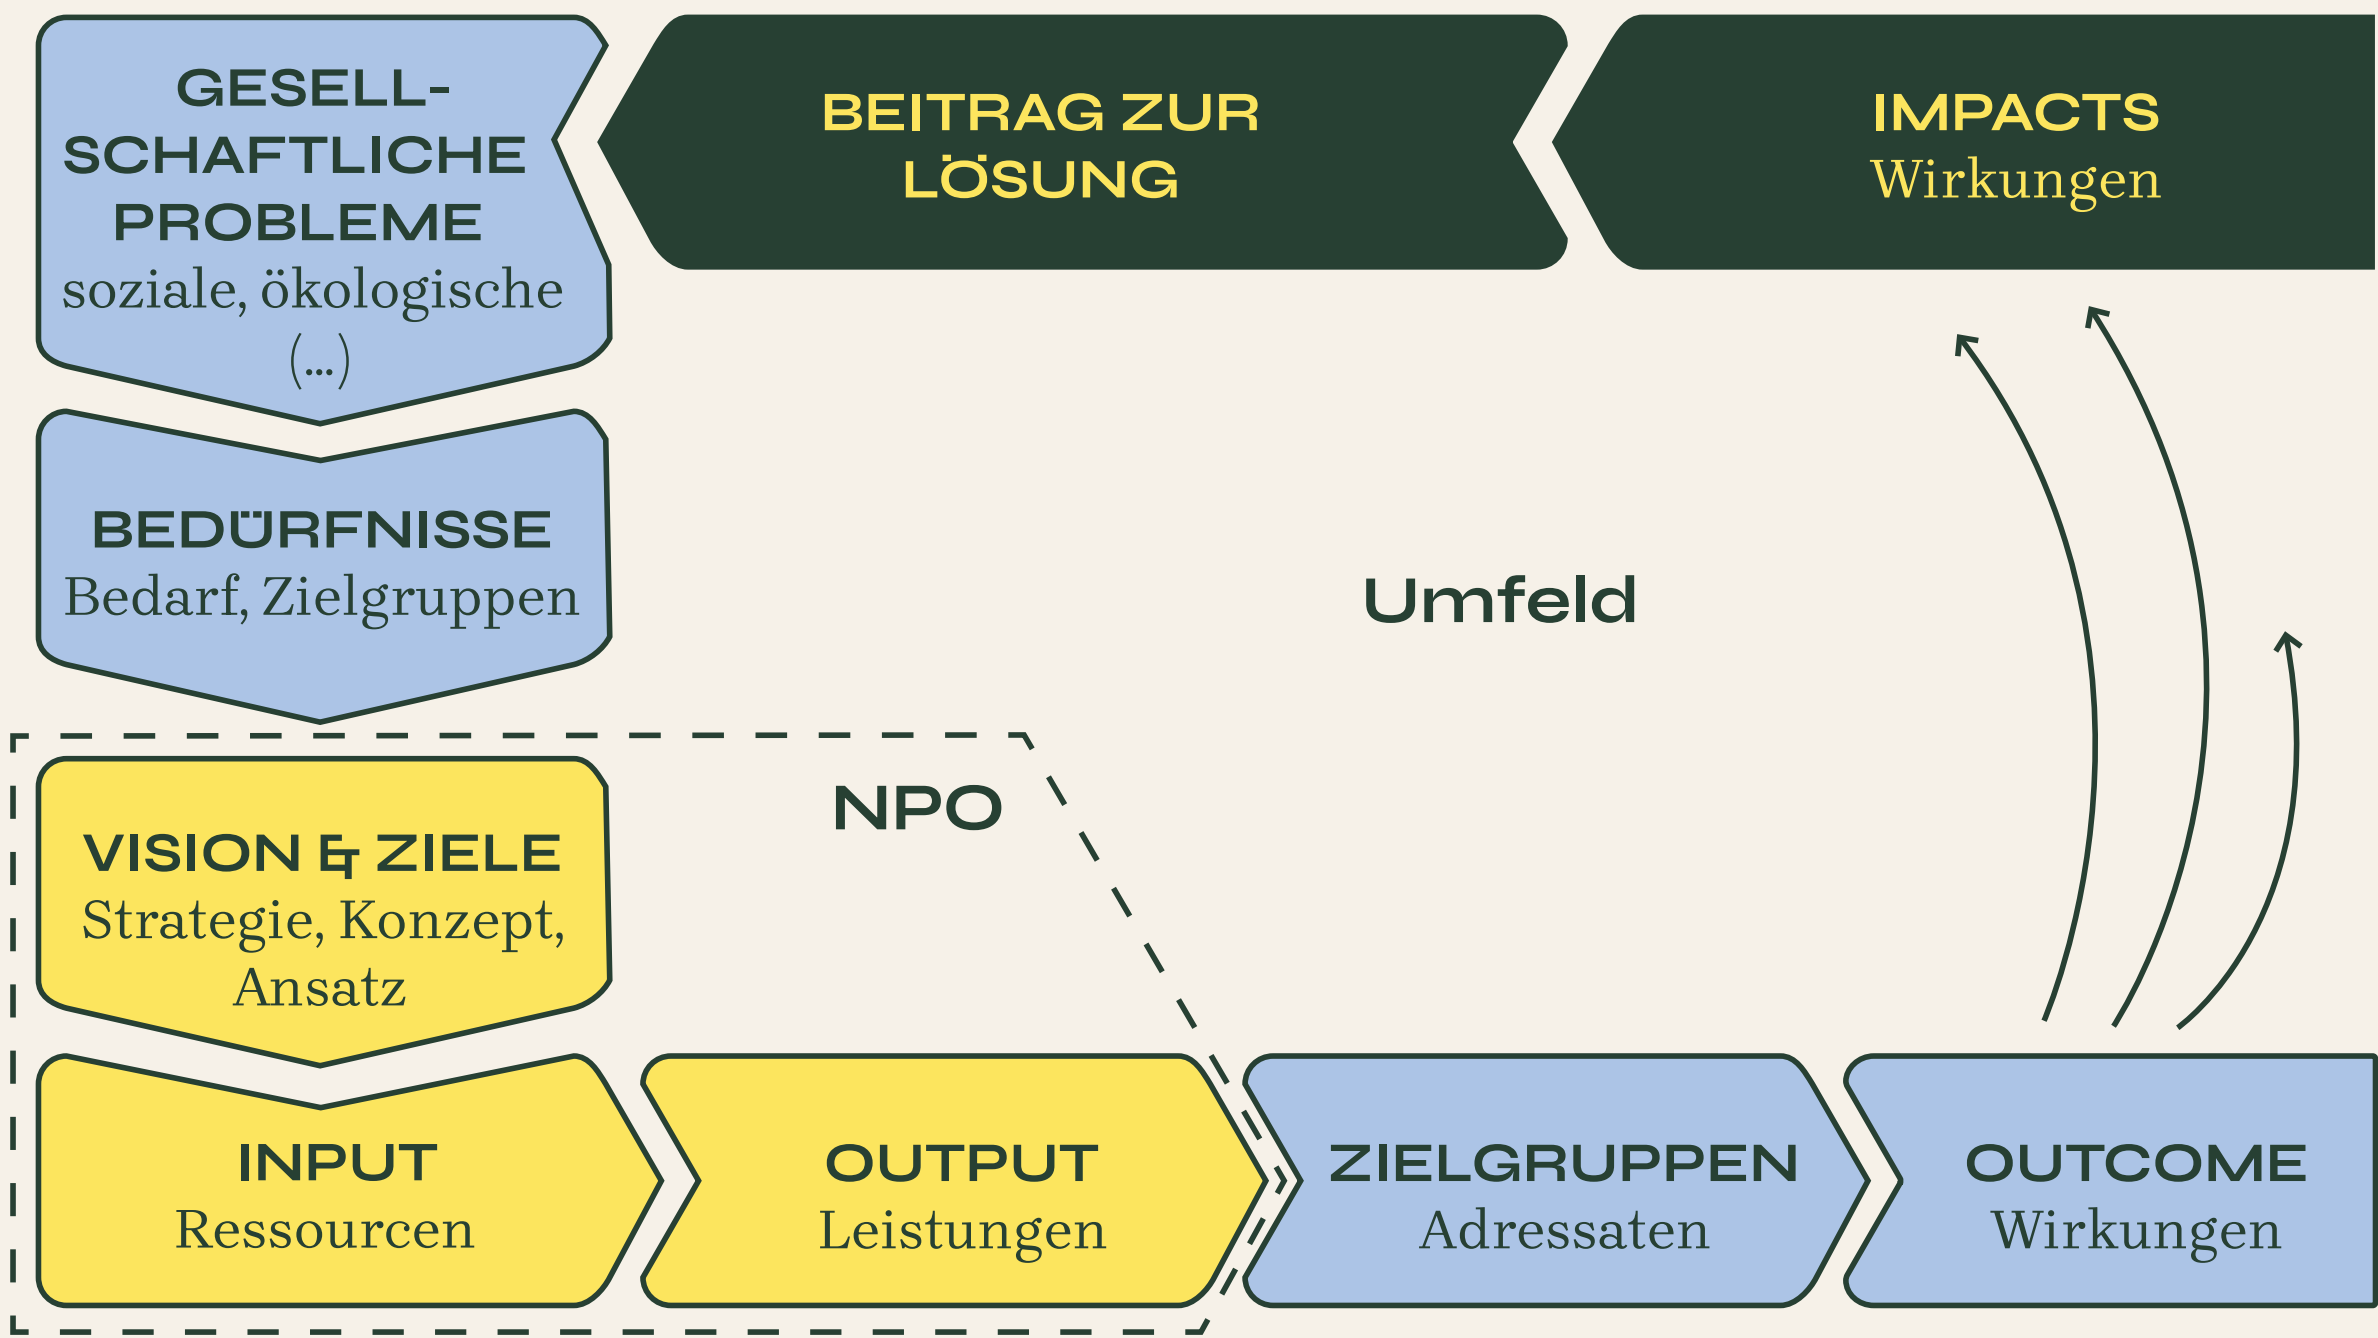 GESELL-
SCHAFTLICHE
PROBLEME
soziale, ökologische
(...)
BEITRAG ZUR
LÖSUNG
IMPACTS
Wirkungen
BEDÜRFNISSE
Bedarf, Zielgruppen
Umfeld
NPO
VISION & ZIELE
Strategie, Konzept,
Ansatz
INPUT
Ressourcen
OUTPUT
Leistungen
ZIELGRUPPEN
Adressaten
OUTCOME
Wirkungen